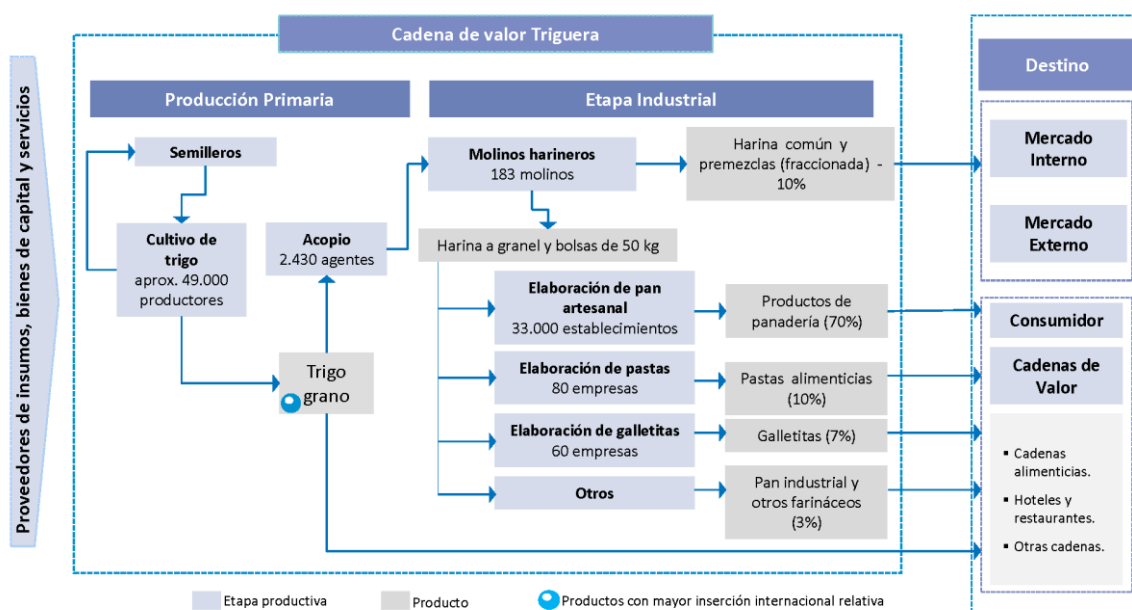 Cadena de valor Triguera
Destino
Producción Primaria
Etapa Industrial
Proveedores de insumos, bienes de capital y servicios
Semilleros
Cultivo de
trigo
aprox. 49.000
productores
Acopio
2.430 agentes
Trigo
grano
Molinos harineros
183 molinos
Harina común y
premezclas (fraccionada) -
10%
Harina a granel y bolsas de 50 kg
Elaboración de pan
artesanal
33.000 establecimientos
Productos de
panadería (70%)
Elaboración de pastas
80 empresas
Pastas alimenticias
(10%)
Elaboración de galletitas
60 empresas
Galletitas (7%)
Otros
Pan industrial y
otros farináceos
(3%)
Mercado
Interno
Mercado
Externo
Consumidor
Cadenas de
Valor
▪ Cadenas
alimenticias.
▪ Hoteles y
restaurantes.
▪ Otras cadenas.
Etapa productiva
Producto
Productos con mayor inserción internacional relativa